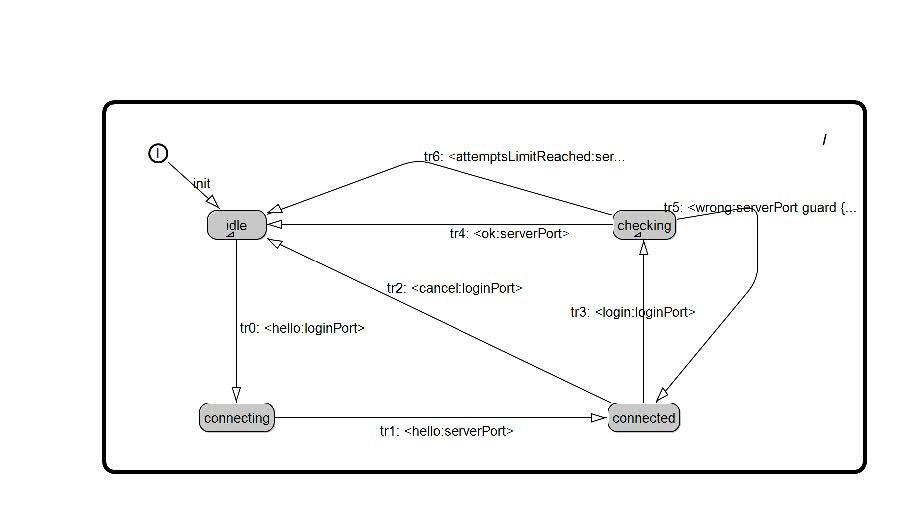 /
I
tr6: <attemptsLimitReached:ser...
init
tr5: <wrong:serverPort guard {...
idle
checking
tr4: <ok:serverPort>
tr2: <cancel:loginPort>
tr3: <login:loginPort>
tr0: <hello:loginPort>
connecting
connected
tr1: <hello:serverPort>